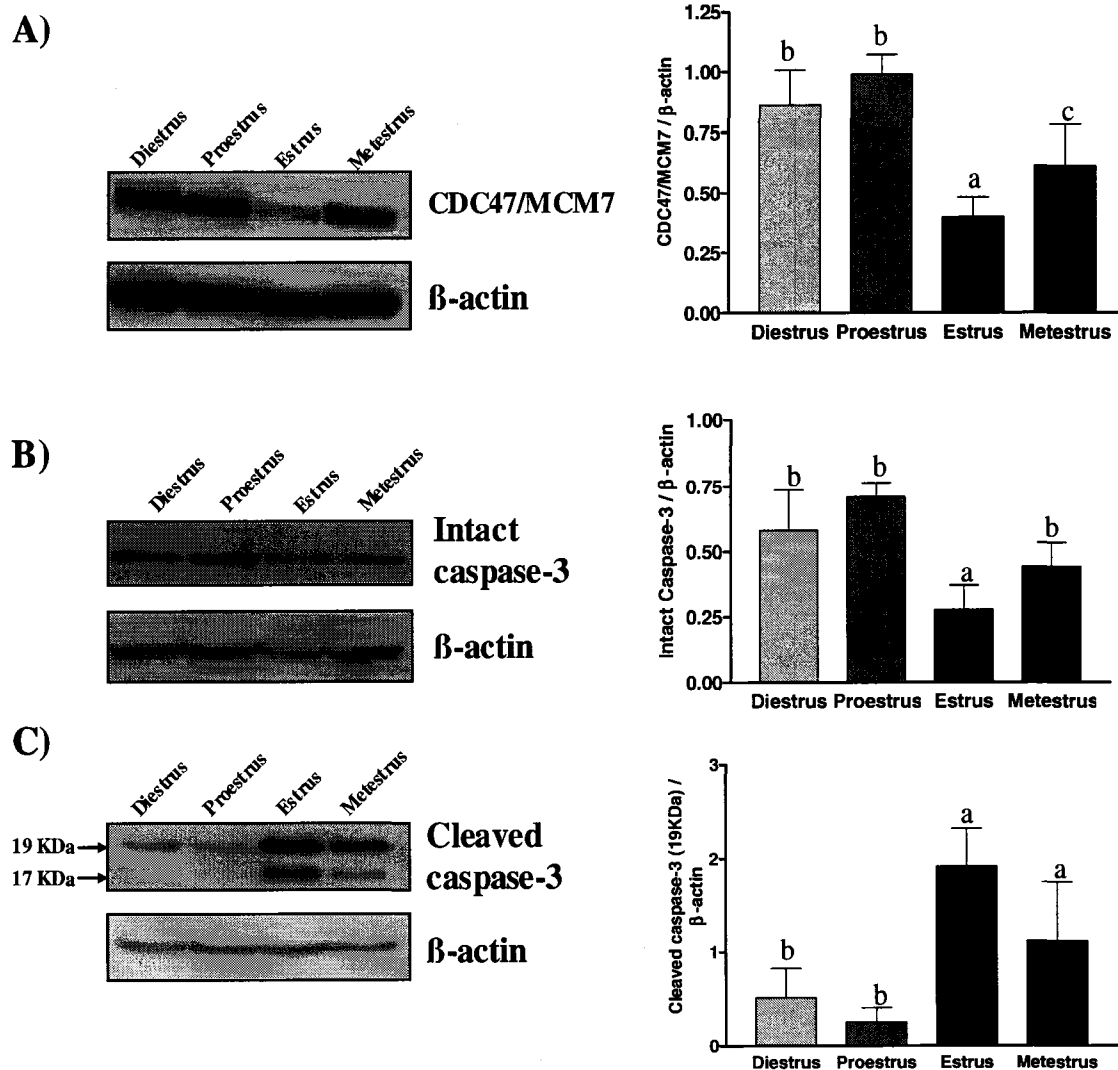 A)
Diestrus
Proestrus
Estrus
Metestrus
CDC47/MCM7
ß-actin
CDC47/MCM7 / β-actin
1.25
1.00
0.75
0.50
0.25
0.00
b
b
a
c
Diestrus
Proestrus
Estrus
Metestrus
B)
Diestrus
Proestrus
Estrus
Metestrus
Intact
caspase-3
ß-actin
Intact Caspase-3 / β-actin
1.00
0.75
0.50
0.25
0.00
b
b
a
b
Diestrus
Proestrus
Estrus
Metestrus
C)
Diestrus
Proestrus
Estrus
Metestrus
19 KDa
17 KDa
Cleaved
caspase-3
ß-actin
Cleaved caspase-3 (19KDa) /
β-actin
3
2
1
0
b
b
a
a
Diestrus
Proestrus
Estrus
Metestrus